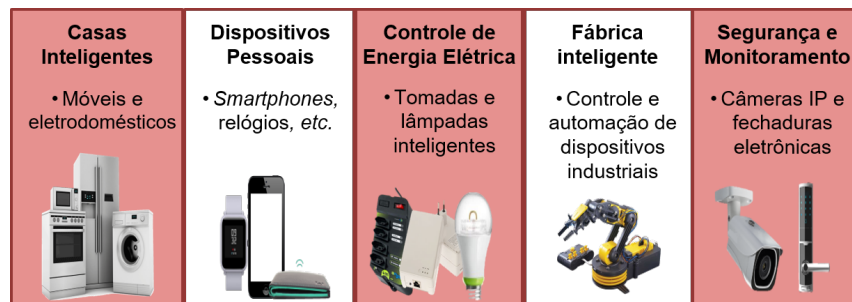 Casas
Inteligentes
• Móveis e
eletrodomésticos
Dispositivos
Pessoais
• Smartphones,
relógios, etc.
Controle de
Energia Elétrica
• Tomadas e
lâmpadas
inteligentes
Fábrica
inteligente
• Controle e
automação de
dispositivos
industriais
Segurança e
Monitoramento
• Câmeras IP e
fechaduras
eletrônicas